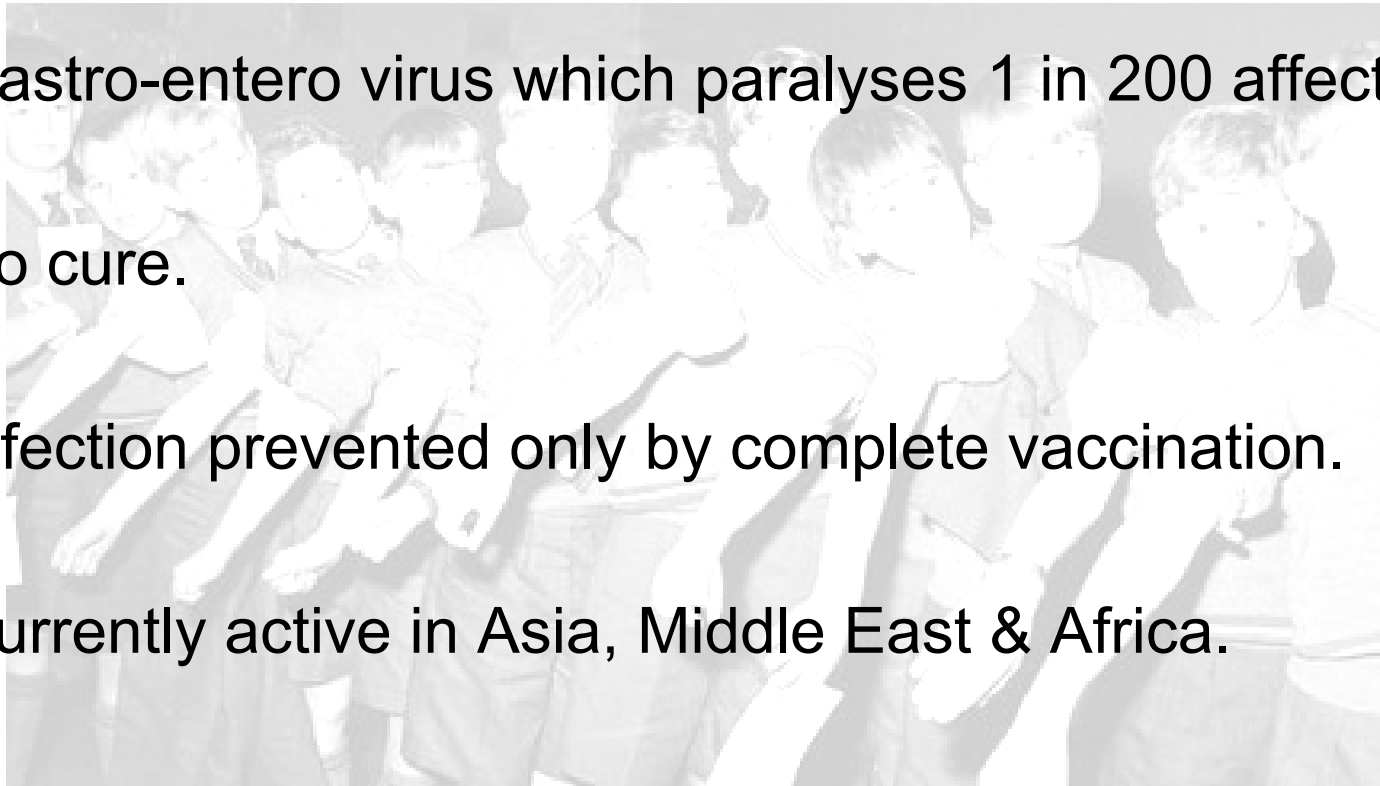 astro-entero virus which paralyses 1 in 200 affect
o cure.
fection prevented only by complete vaccination.
urrently active in Asia, Middle East & Africa.